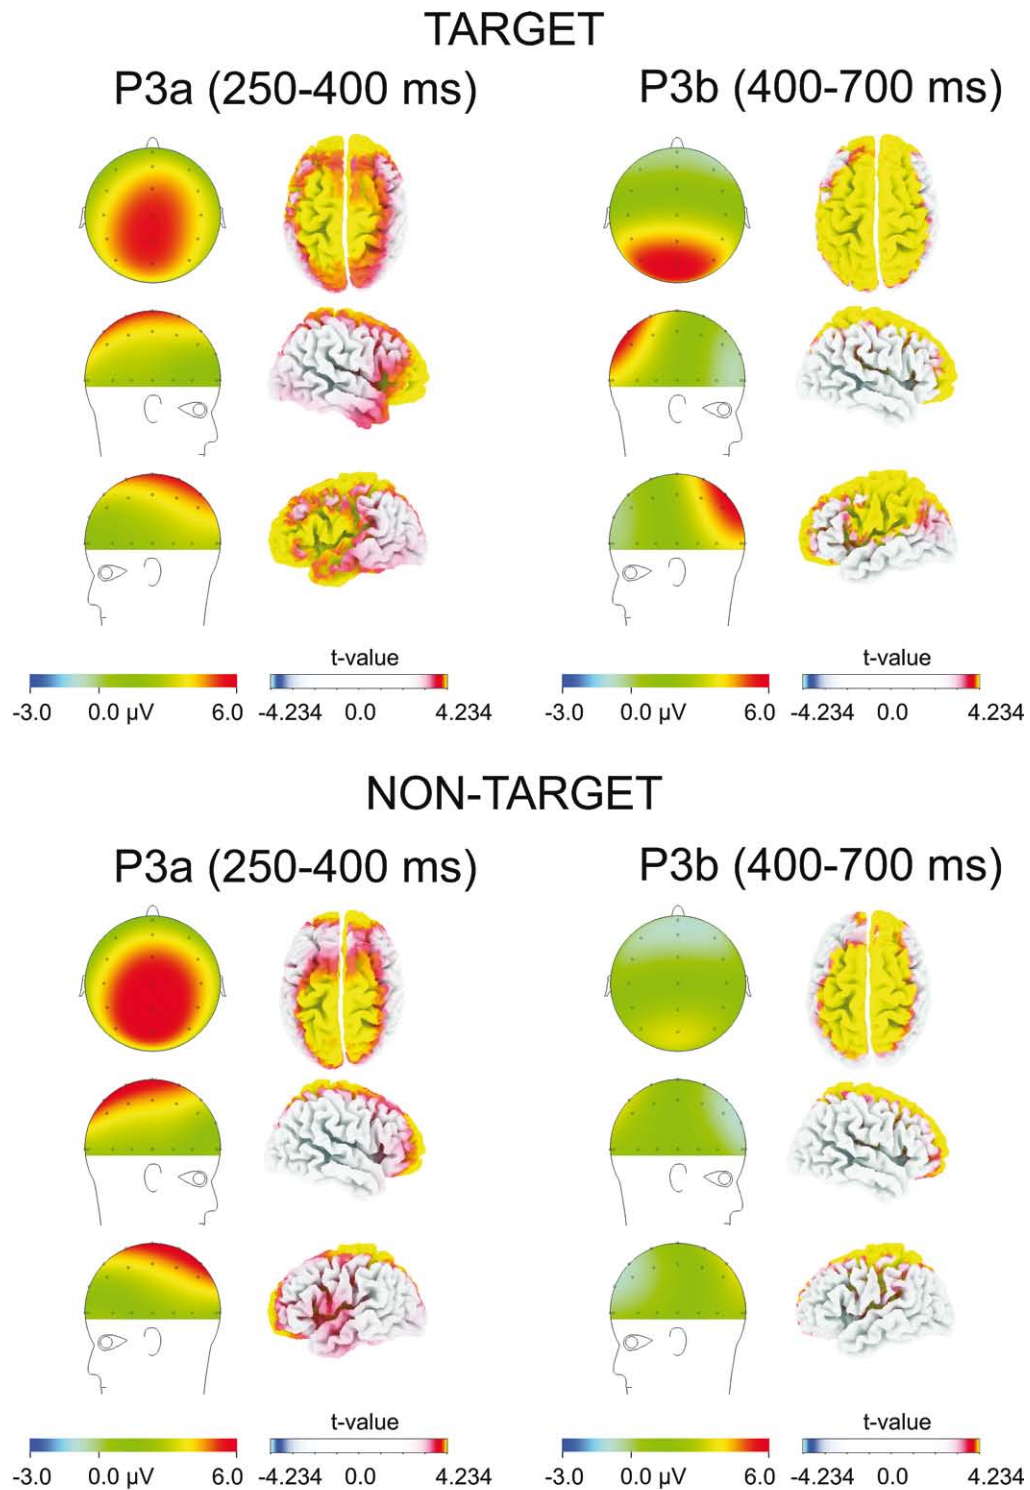 TARGET
P3a (250-400 ms)
P3b (400-700 ms)
t-value
t-value
-3.0 0.0 µV 6.0 -4.234 0.0 4.234
-3.0 0.0 µV 6.0 -4.234 0.0 4.234
NON-TARGET
P3a (250-400 ms)
P3b (400-700 ms)
t-value
t-value
-3.0 0.0 µV 6.0 -4.234 0.0 4.234
-3.0 0.0 µV 6.0 -4.234 0.0 4.234